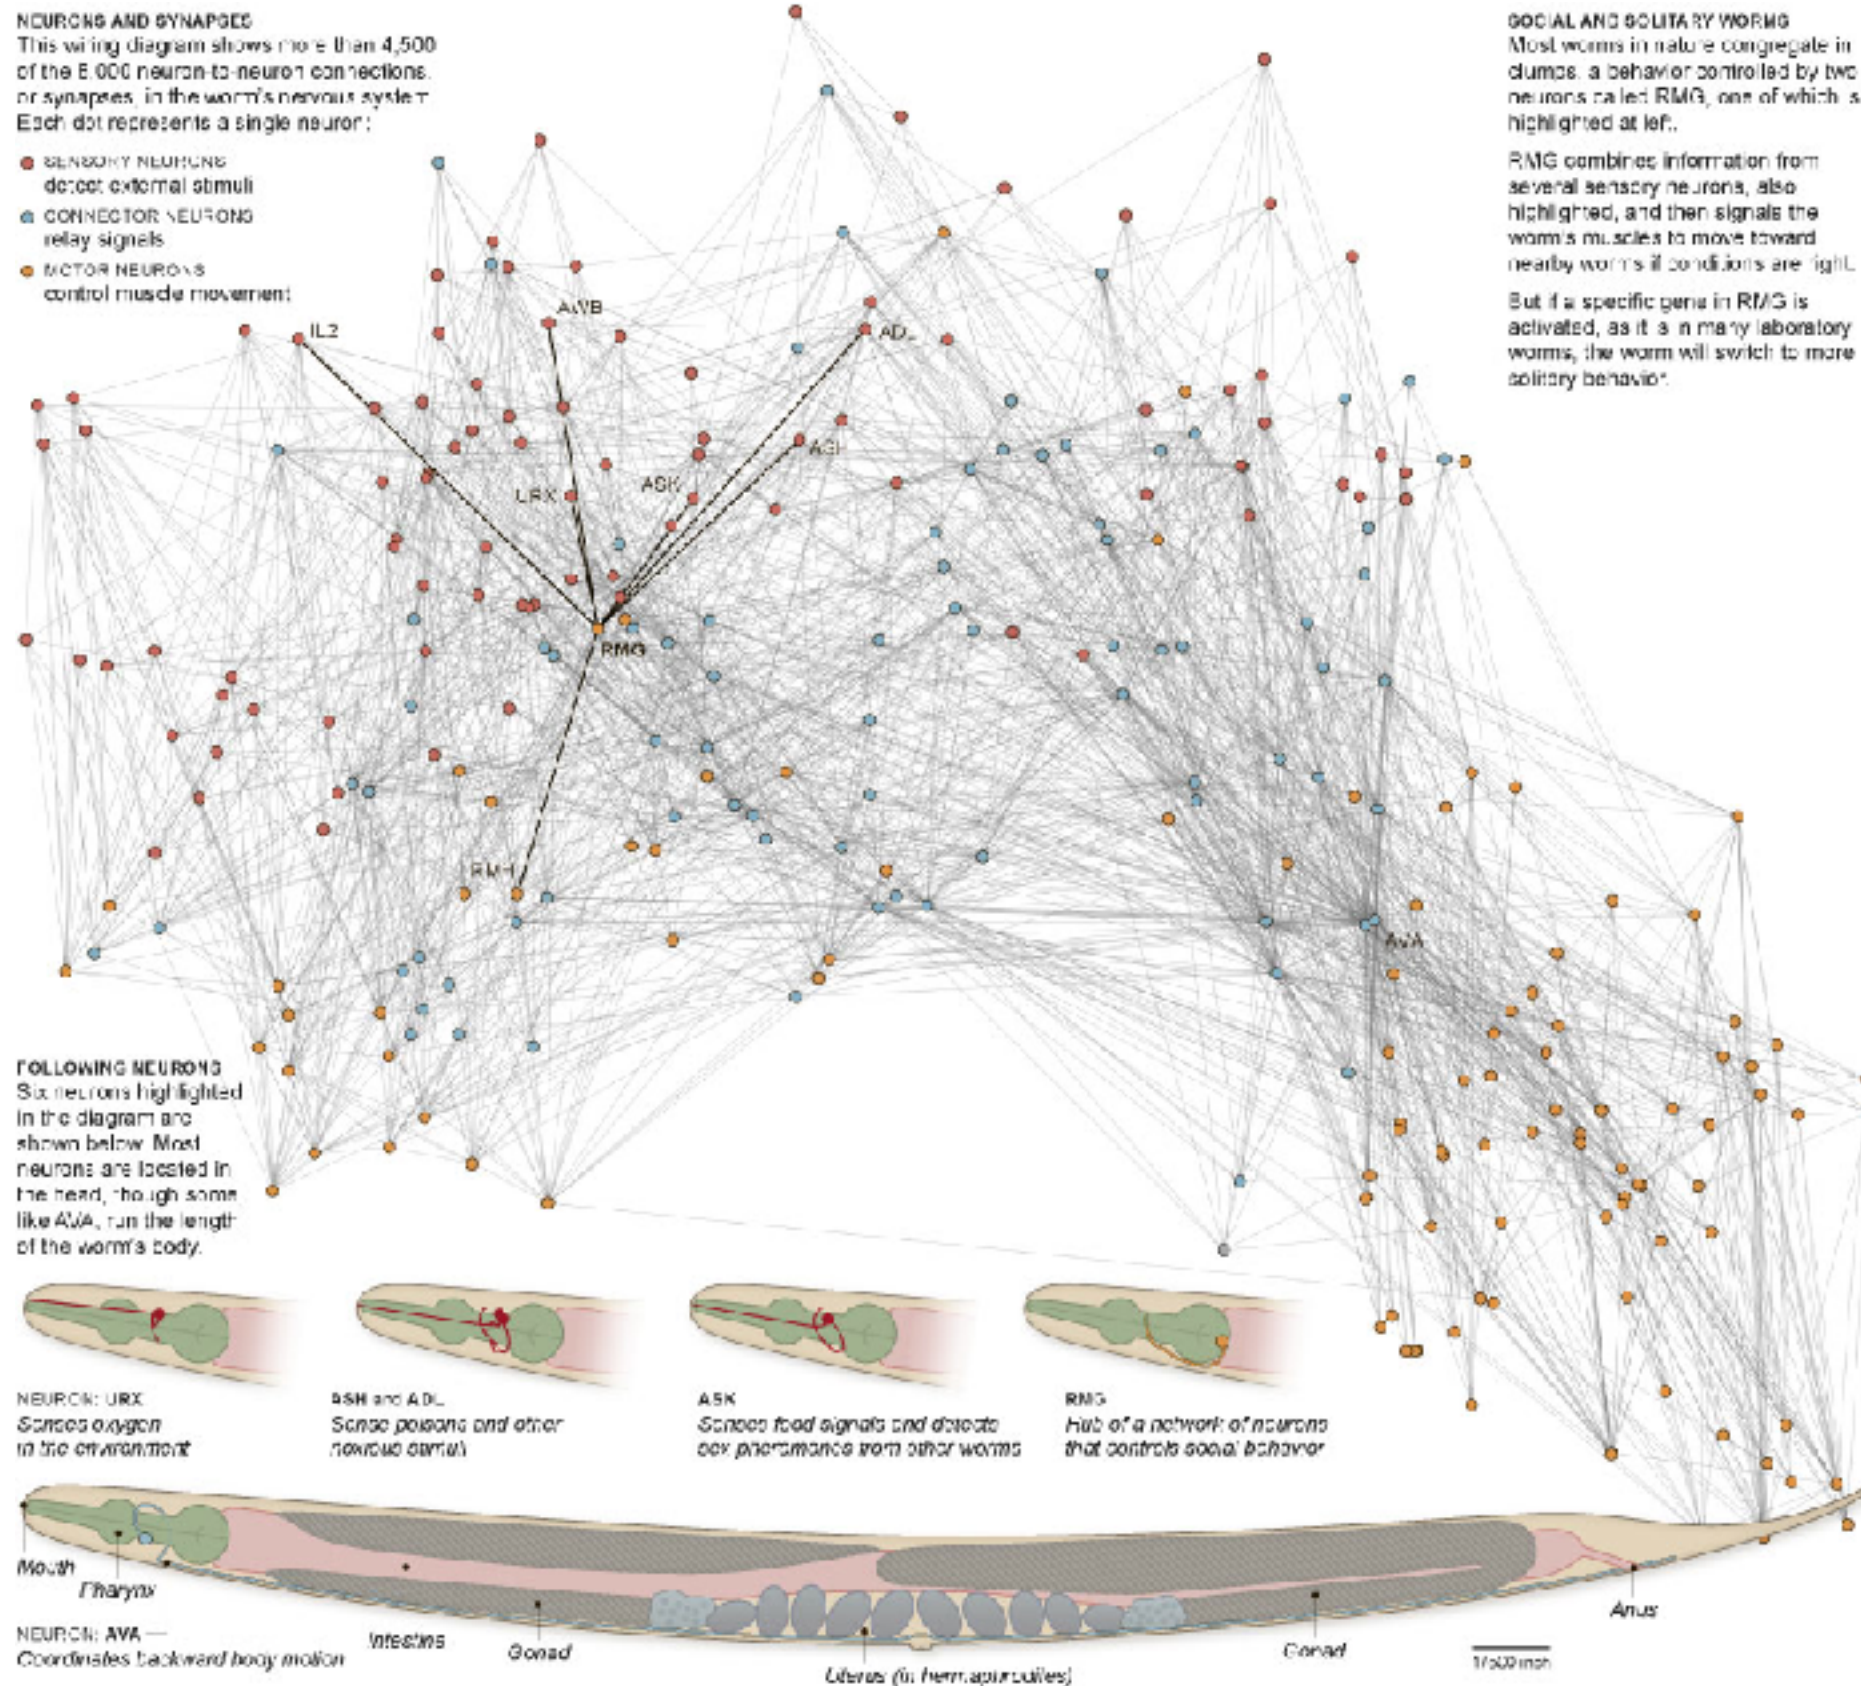 NEURONS AND SYNAPSES
This wiring diagram shows more than 4,500
of the 8,000 neuron-to-neuron connections,
or synapses, in the worm's nervous system.
Each dot represents a single neuron:
SENSORY NEURONS
detect external stimuli
CONNECTOR NEURONS
relay signals
MOTOR NEURONS
control muscle movement
SOCIAL AND SOLITARY WORMS
Most worms in nature congregate in
clumps, a behavior controlled by two
neurons called RMG, one of which is
highlighted at left.
RMG combines information from
several sensory neurons, also
highlighted, and then signals the
worm's muscles to move toward
nearby worms if conditions are right.
But if a specific gene in RMG is
activated, as it is in many laboratory
worms, the worm will switch to more
solitary behavior.
IL2
AWB
ADL
ASH
URX
ASK
RMG
RMH
AVA
FOLLOWING NEURONS
Six neurons highlighted
in the diagram are
shown below. Most
neurons are located in
the head, though some,
like AVA, run the length
of the worm's body.
NEURON: URX
Senses oxygen
in the environment
ASH and ADL
Sense poisons and other
noxious stimuli
ASK
Senses food signals and detects
sex pheromones from other worms
RMG
Hub of a network of neurons
that controls social behavior
Mouth
Pharynx
NEURON: AVA
Coordinates backward body motion
Intestine
Gonad
Uterus (in hermaphrodites)
Gonad
Anus
1/500 inch